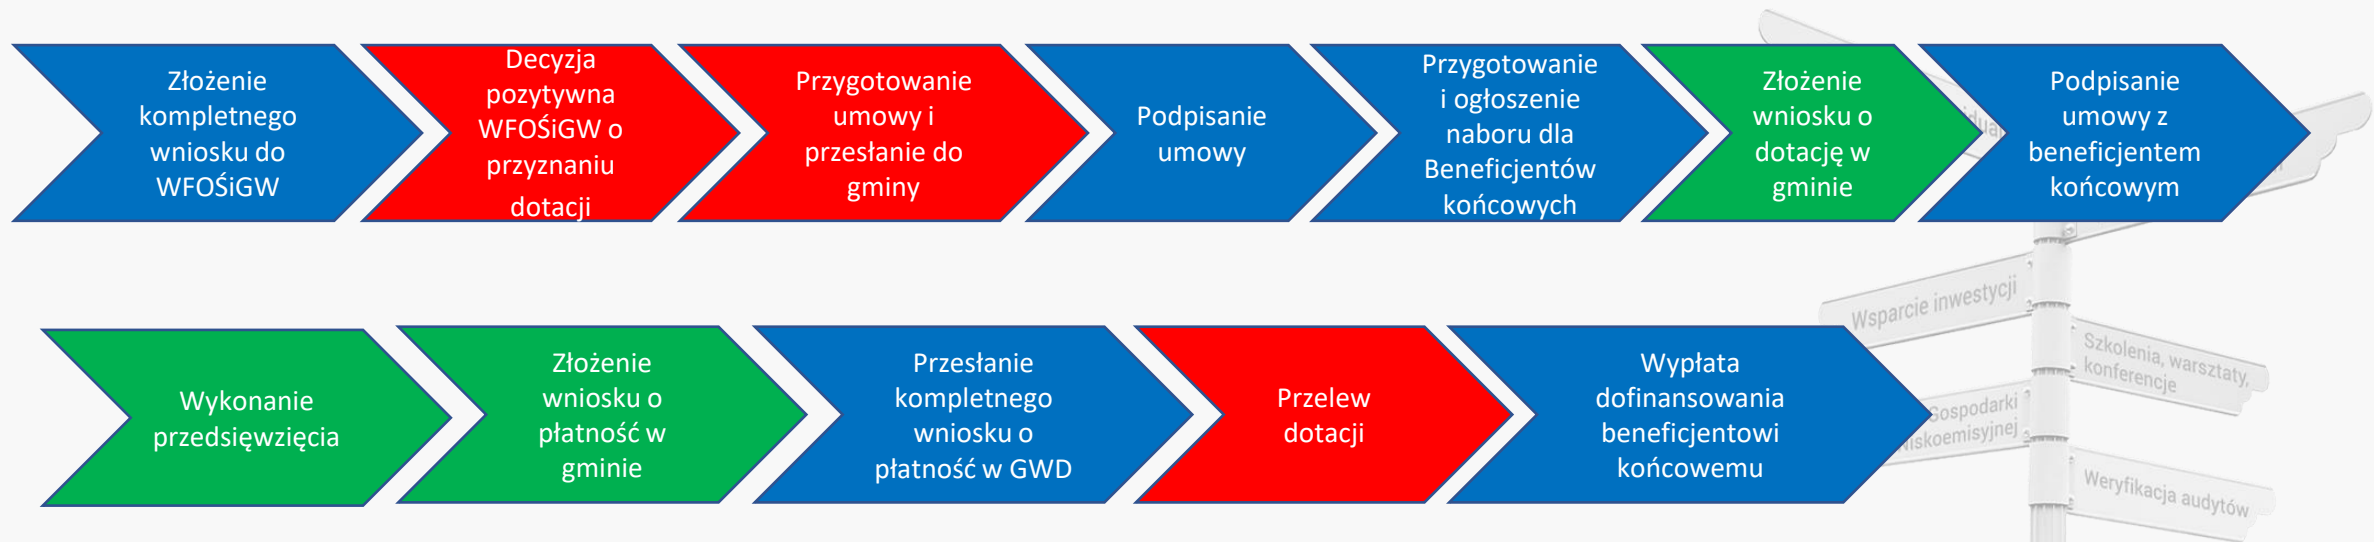 Złożenie
kompletnego
wniosku do
WFOŚiGW
Decyzja
pozytywna
WFOŚiGW o
przyznaniu
dotacji
Przygotowanie
umowy i
przesłanie do
gminy
Podpisanie
umowy
Przygotowanie
i ogłoszenie
naboru dla
Beneficjentów
końcowych
Złożenie
wniosku o
dotację w
gminie
Podpisanie
umowy z
beneficjentem
końcowym
Wykonanie
przedsięwzięcia
Złożenie
wniosku o
płatność w
gminie
Przesłanie
kompletnego
wniosku o
płatność w GWD
Przelew
dotacji
Wypłata
dofinansowania
beneficjentowi
końcowemu
Wsparcie inwestycji
Szkolenia, warsztaty,
konferencje
Gospodarki
Niskoemisyjnej
Weryfikacja audytów